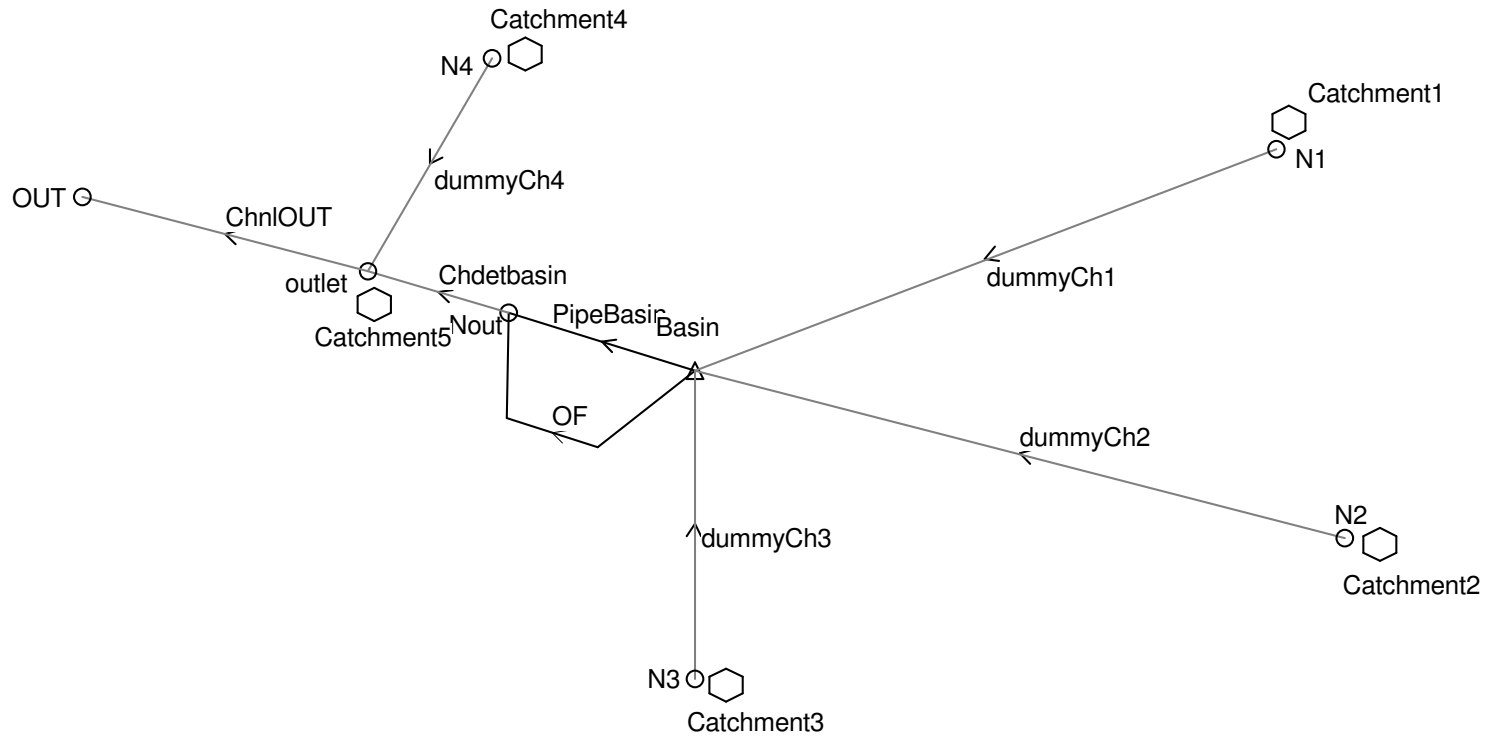 Catchment4
N4
Catchment1
N1
dummyCh4
OUT
ChnlOUT
dummyCh1
outlet
Chdetbasin
Catchment5
Nout
PipeBasin
Basin
OF
dummyCh2
N2
dummyCh3
Catchment2
N3
Catchment3